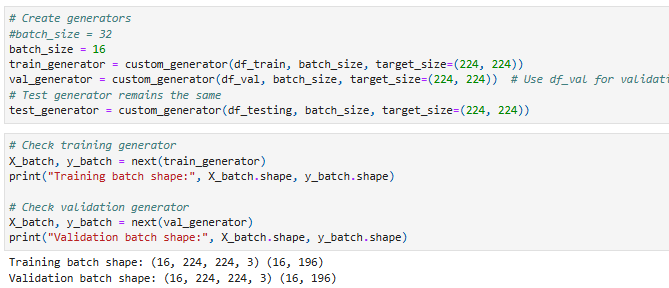 # Create generators
#batch_size = 32
batch_size = 16
train_generator = custom_generator(df_train, batch_size, target_size=(224, 224))
val_generator = custom_generator(df_val, batch_size, target_size=(224, 224))  # Use df_val for
# Test generator remains the same
test_generator = custom_generator(df_testing, batch_size, target_size=(224, 224))
# Check training generator
X_batch, y_batch = next(train_generator)
print("Training batch shape:", X_batch.shape, y_batch.shape)
# Check validation generator
X_batch, y_batch = next(val_generator)
print("Validation batch shape:", X_batch.shape, y_batch.shape)
Training batch shape: (16, 224, 224, 3) (16, 196)
Validation batch shape: (16, 224, 224, 3) (16, 196)